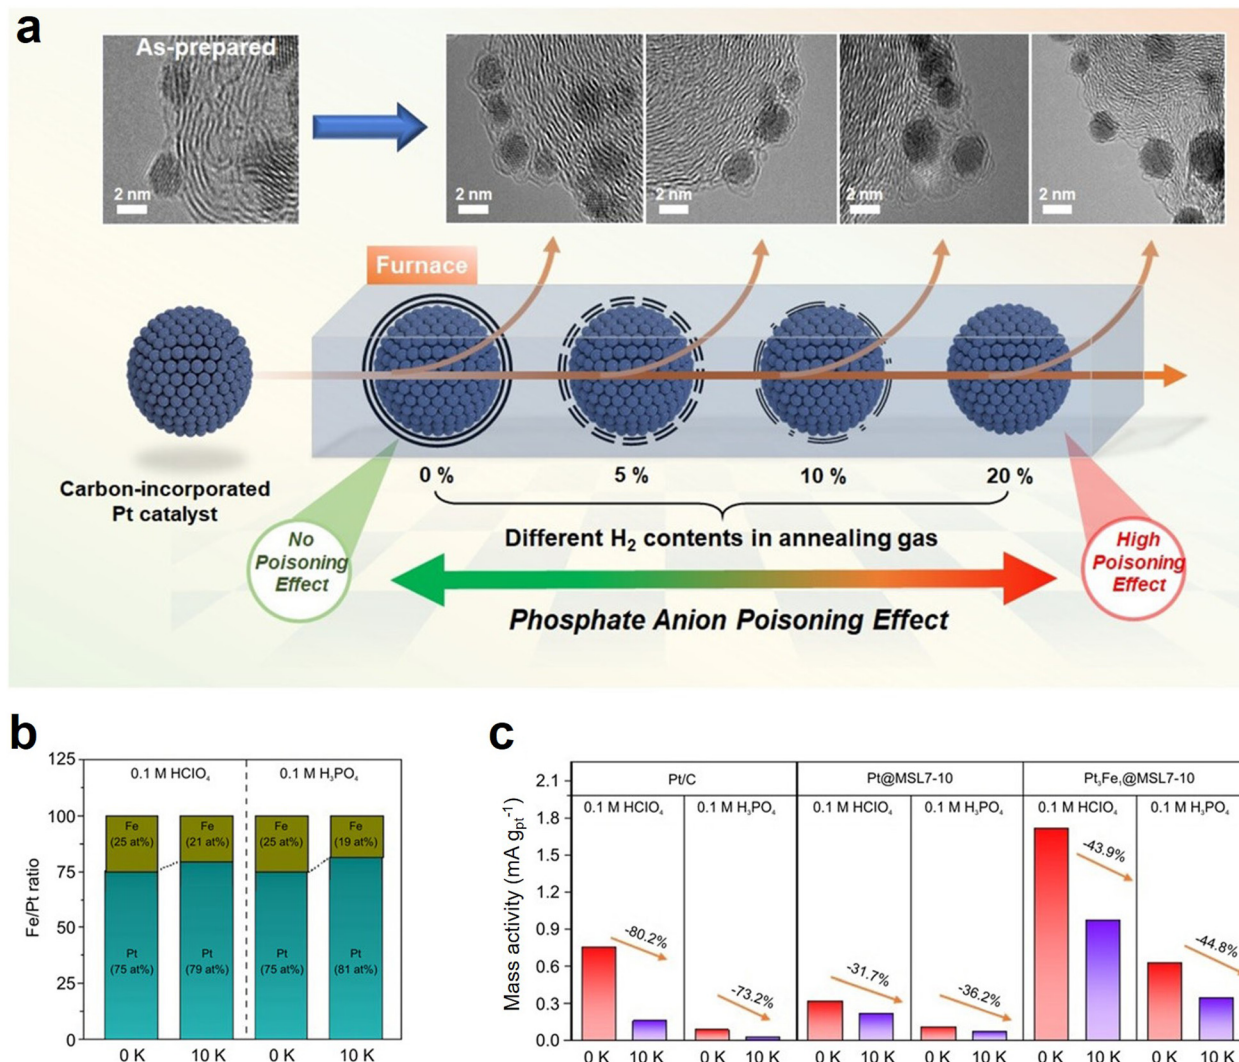 a
As-prepared
2 nm
2 nm
2 nm
2 nm
2 nm
Furnace
0 %
5 %
10 %
20 %
Carbon-incorporated
Pt catalyst
Different H₂ contents in annealing gas
No
Poisoning
Effect
High
Poisoning
Effect
Phosphate Anion Poisoning Effect
b
Fe/Pt ratio
125
100
75
50
25
0
0.1 M HClO₄
0.1 M H₃PO₄
Fe
(25 at%)
Fe
(21 at%)
Fe
(25 at%)
Fe
(19 at%)
Pt
(75 at%)
Pt
(79 at%)
Pt
(75 at%)
Pt
(81 at%)
0 K
10 K
0 K
10 K
c
Mass activity (mA gₚₜ⁻¹)
2.1
1.8
1.5
1.2
0.9
0.6
0.3
0.0
Pt/C
Pt@MSL7-10
Pt₃Fe₁@MSL7-10
0.1 M HClO₄
0.1 M H₃PO₄
0.1 M HClO₄
0.1 M H₃PO₄
0.1 M HClO₄
0.1 M H₃PO₄
-80.2%
-73.2%
-31.7%
-36.2%
-43.9%
-44.8%
0 K
10 K
0 K
10 K
0 K
10 K
0 K
10 K
0 K
10 K
0 K
10 K